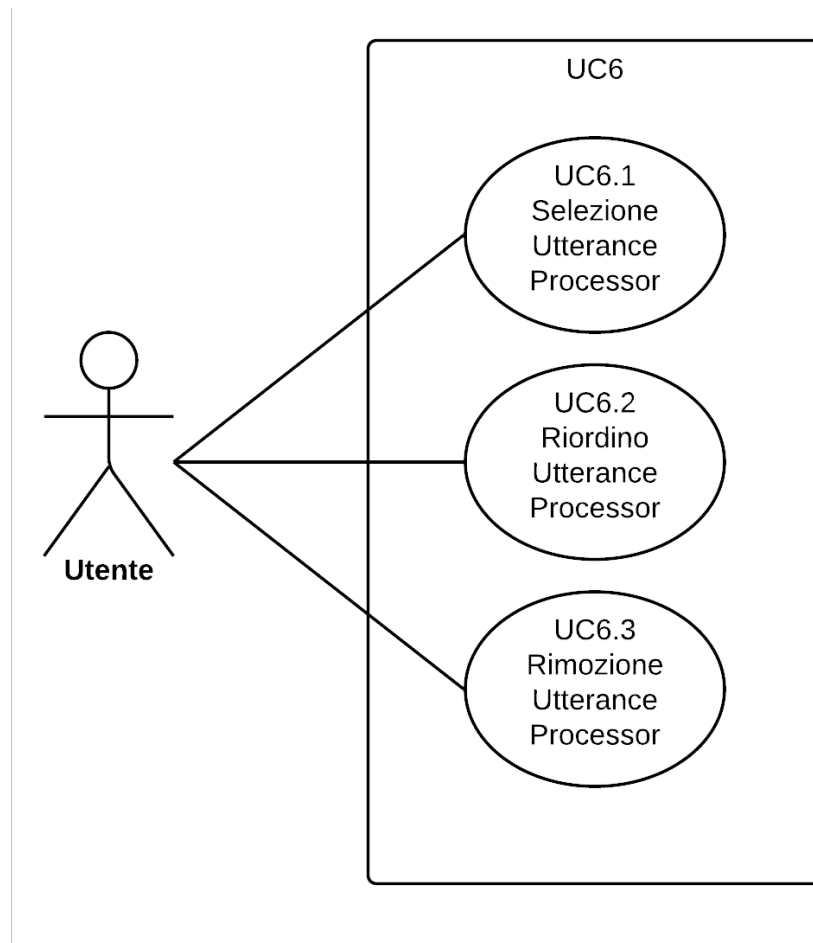 UC6
UC6.1
Selezione
Utterance
Processor
UC6.2
Riordino
Utterance
Processor
Utente
UC6.3
Rimozione
Utterance
Processor